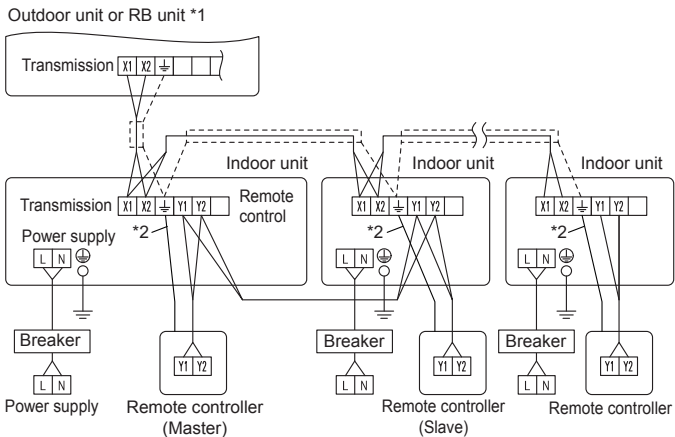 Outdoor unit or RB unit *1
Transmission X1 X2
Indoor unit
Indoor unit
Indoor unit
Transmission X1 X2 Y1 Y2
Remote
control
X1 X2 Y1 Y2
X1 X2 Y1 Y2
*2
*2
*2
Power supply
L N
L N
L N
Breaker
Breaker
Breaker
Y1 Y2
Y1 Y2
Y1 Y2
L N
L N
L N
Power supply
Remote controller
(Master)
Remote controller
(Slave)
Remote controller